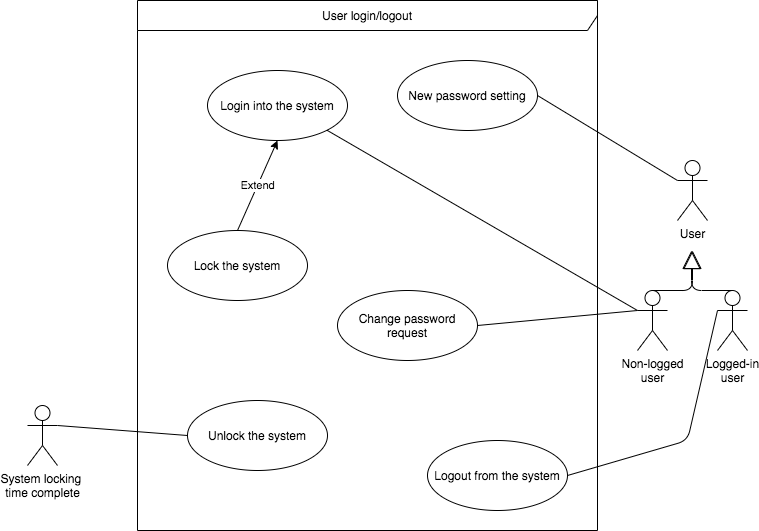 User login/logout
Login into the system
New password setting
Extend
User
Lock the system
Change password
request
Non-logged
user
Logged-in
user
Unlock the system
System locking
time complete
Logout from the system